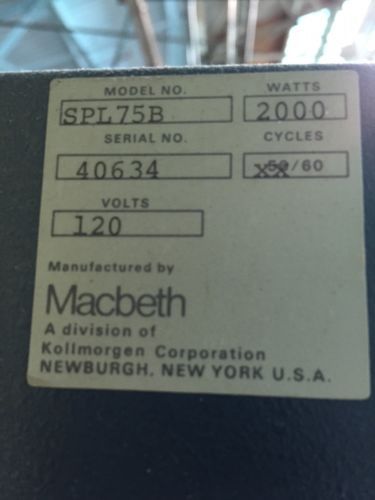 MODEL NO. WATTS
SPL75B 2000
SERIAL NO. CYCLES
40634 50/60
VOLTS
120
Manufactured by
Macbeth
A division of
Kollmorgen Corporation
NEWBURGH, NEW YORK U.S.A.